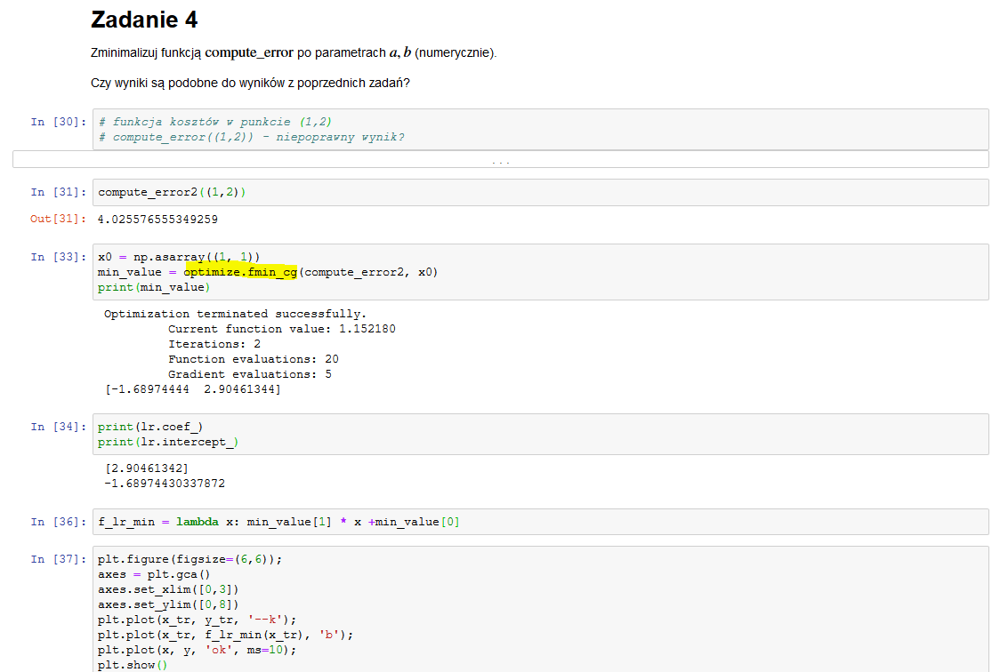 Zadanie 4
Zminimalizuj funkcją compute_error po parametrach a, b (numerycznie).
Czy wyniki są podobne do wyników z poprzednich zadań?
In [30]: # funkcja kosztów w punkcie (1,2)
# compute_error((1,2)) - niepoprawny wynik?
...
In [31]: compute_error2((1,2))
Out[31]: 4.025576555349259
In [33]: x0 = np.asarray((1, 1))
min_value = optimize.fmin_cg(compute_error2, x0)
print(min_value)
Optimization terminated successfully.
Current function value: 1.152180
Iterations: 2
Function evaluations: 20
Gradient evaluations: 5
[-1.68974444  2.90461344]
In [34]: print(lr.coef_)
print(lr.intercept_)
[2.90461342]
-1.68974430337872
In [36]: f_lr_min = lambda x: min_value[1] * x +min_value[0]
In [37]: plt.figure(figsize=(6,6));
axes = plt.gca()
axes.set_xlim([0,3])
axes.set_ylim([0,8])
plt.plot(x_tr, y_tr, '--k');
plt.plot(x_tr, f_lr_min(x_tr), 'b');
plt.plot(x, y, 'ok', ms=10);
plt.show()